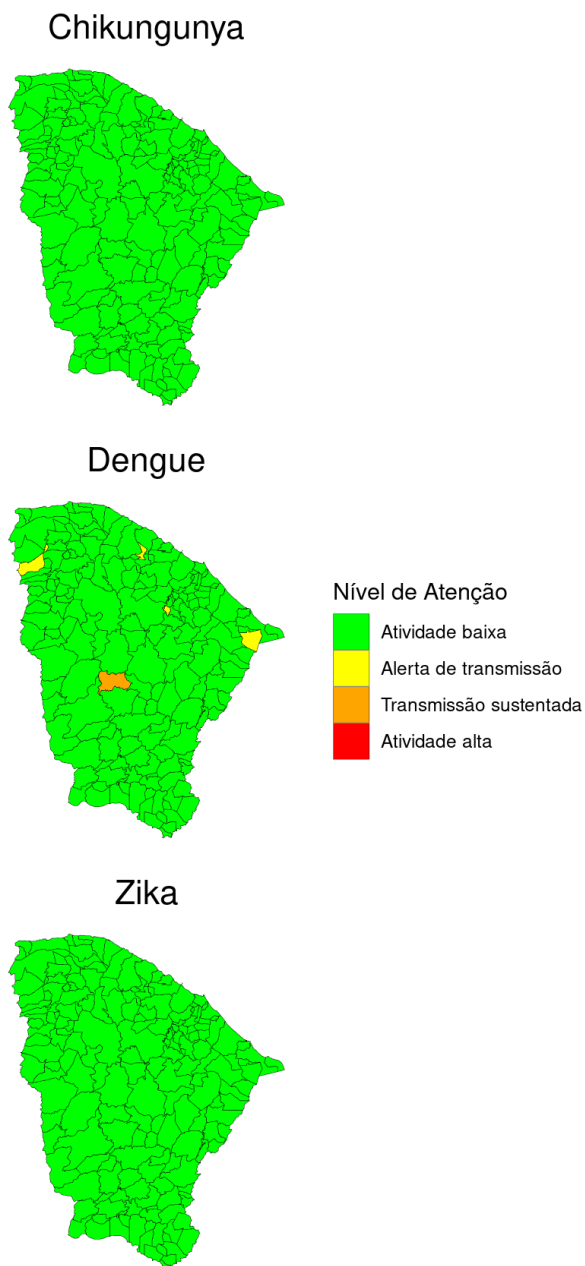 Chikungunya
Dengue
Nível de Atenção
Atividade baixa
Alerta de transmissão
Transmissão sustentada
Atividade alta
Zika